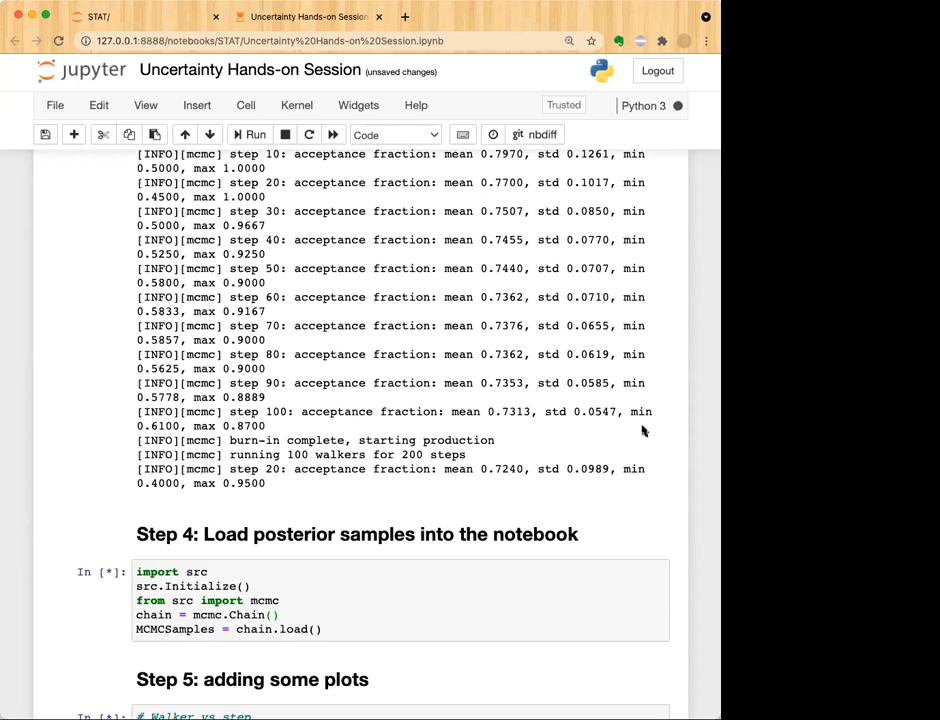 STAT/
Uncertainty Hands-on Session
127.0.0.1:8888/notebooks/STAT/Uncertainty%20Hands-on%20Session.ipynb
jupyter Uncertainty Hands-on Session (unsaved changes)
Logout
File Edit View Insert Cell Kernel Widgets Help
Trusted
Python 3
Run
Code
nbdiff
[INFO][mcmc] step 10: acceptance fraction: mean 0.7970, std 0.1261, min
0.5000, max 1.0000
[INFO][mcmc] step 20: acceptance fraction: mean 0.7700, std 0.1017, min
0.4500, max 1.0000
[INFO][mcmc] step 30: acceptance fraction: mean 0.7507, std 0.0850, min
0.5000, max 0.9667
[INFO][mcmc] step 40: acceptance fraction: mean 0.7455, std 0.0770, min
0.5250, max 0.9250
[INFO][mcmc] step 50: acceptance fraction: mean 0.7440, std 0.0707, min
0.5800, max 0.9000
[INFO][mcmc] step 60: acceptance fraction: mean 0.7362, std 0.0710, min
0.5833, max 0.9167
[INFO][mcmc] step 70: acceptance fraction: mean 0.7376, std 0.0655, min
0.5857, max 0.9000
[INFO][mcmc] step 80: acceptance fraction: mean 0.7362, std 0.0619, min
0.5625, max 0.9000
[INFO][mcmc] step 90: acceptance fraction: mean 0.7353, std 0.0585, min
0.5778, max 0.8889
[INFO][mcmc] step 100: acceptance fraction: mean 0.7313, std 0.0547, min
0.6100, max 0.8700
[INFO][mcmc] burn-in complete, starting production
[INFO][mcmc] running 100 walkers for 200 steps
[INFO][mcmc] step 20: acceptance fraction: mean 0.7240, std 0.0989, min
0.4000, max 0.9500
Step 4: Load posterior samples into the notebook
In [*]: import src
src.Initialize()
from src import mcmc
chain = mcmc.Chain()
MCMCSamples = chain.load()
Step 5: adding some plots
In [*]: # Walker vs step